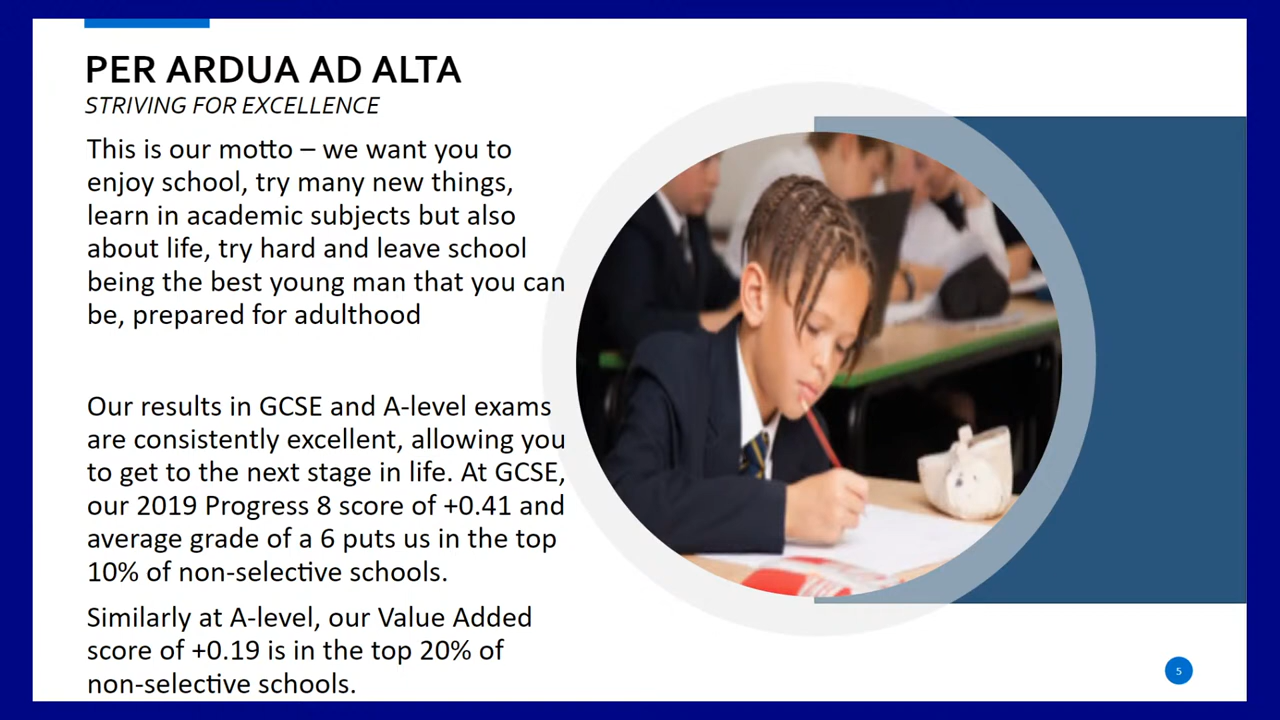 PER ARDUA AD ALTA
STRIVING FOR EXCELLENCE
This is our motto – we want you to
enjoy school, try many new things,
learn in academic subjects but also
about life, try hard and leave school
being the best young man that you can
be, prepared for adulthood
Our results in GCSE and A-level exams
are consistently excellent, allowing you
to get to the next stage in life. At GCSE,
our 2019 Progress 8 score of +0.41 and
average grade of a 6 puts us in the top
10% of non-selective schools.
Similarly at A-level, our Value Added
score of +0.19 is in the top 20% of
non-selective schools.
5